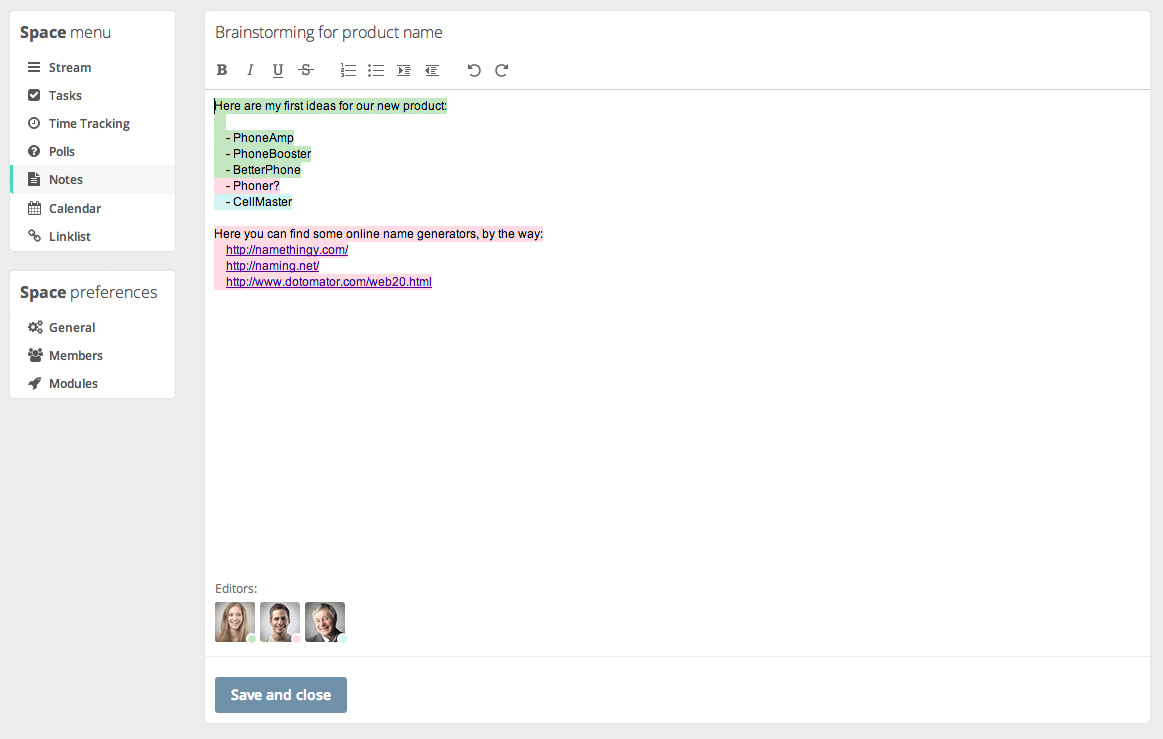 Space menu
Stream
Tasks
Time Tracking
Polls
Notes
Calendar
Linklist
Space preferences
General
Members
Modules
Brainstorming for product name
B I U S
Here are my first ideas for our new product:
- PhoneAmp
- PhoneBooster
- BetterPhone
- Phoner?
- CellMaster
Here you can find some online name generators, by the way:
http://namethingy.com/
http://naming.net/
http://www.dotomator.com/web20.html
Editors:
Save and close